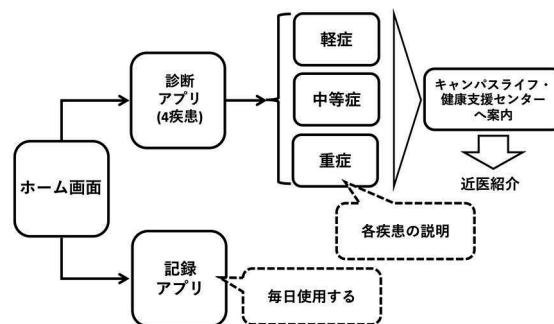 ホーム画面
診断
アプリ
(4疾患)
軽症
中等症
重症
キャンパスライフ・
健康支援センター
へ案内
近医紹介
各疾患の説明
記録
アプリ
毎日使用する